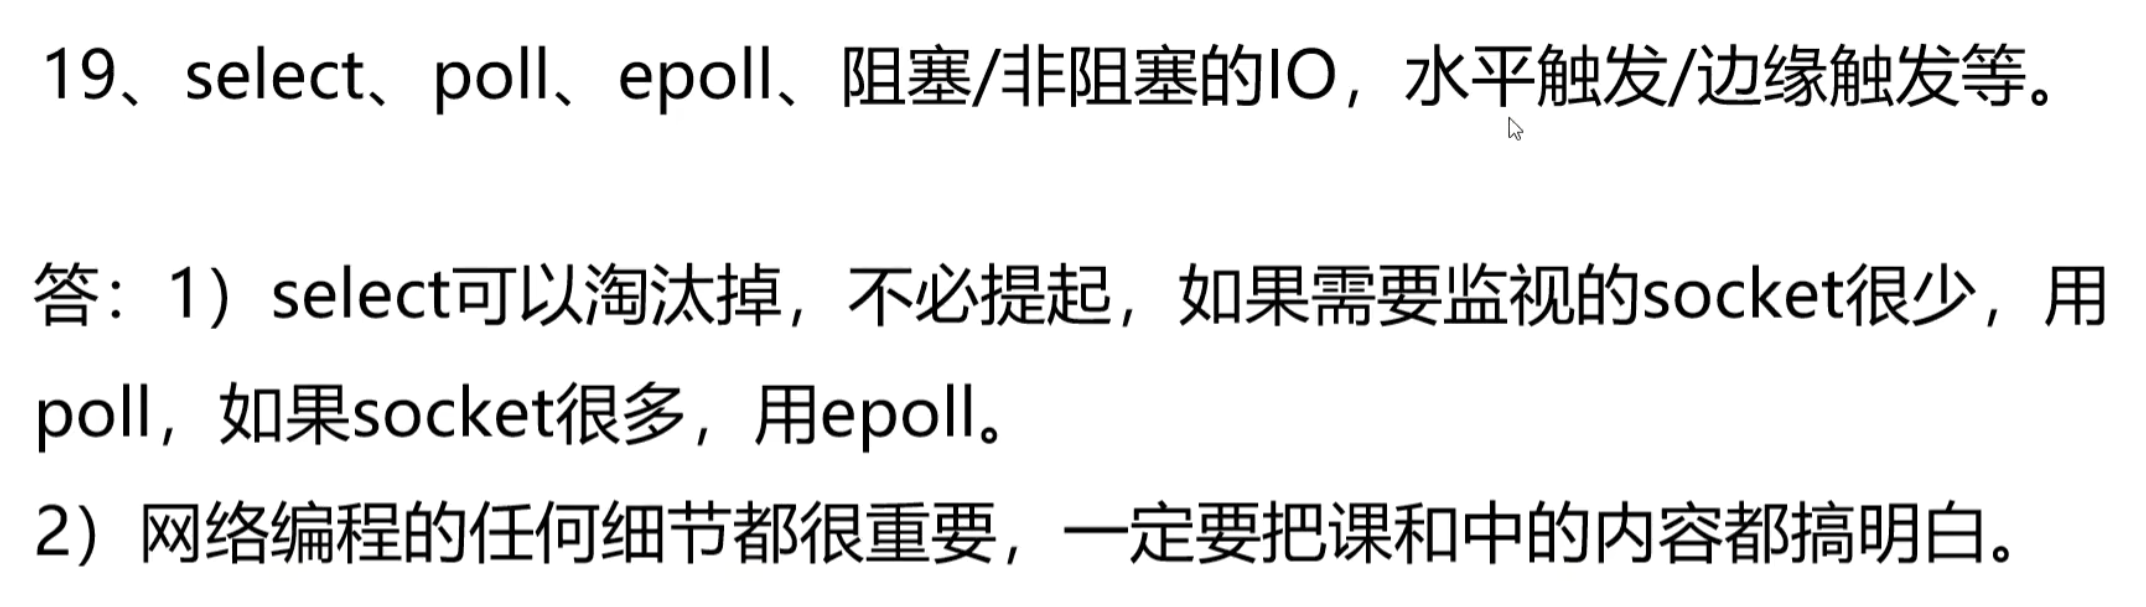 19、select、poll、epoll、阻塞/非阻塞的IO，水平触发/边缘触发等。
答：1）select可以淘汰掉，不必提起，如果需要监视的socket很少，用
poll，如果socket很多，用epoll。
2）网络编程的任何细节都很重要，一定要把课和中的内容都搞明白。